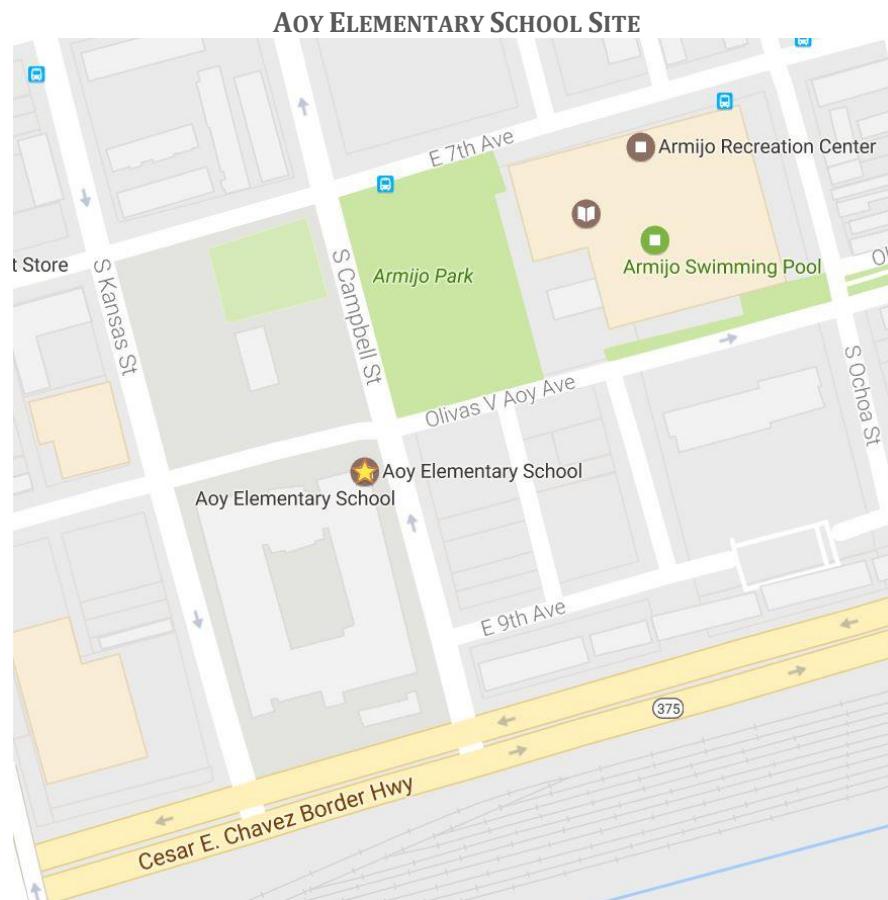 AOY ELEMENTARY SCHOOL SITE
E 7th Ave
Armijo Recreation Center
t Store
S Kansas St
S Campbell St
Armijo Park
Armijo Swimming Pool
Ol
Olivas V Aoy Ave
S Ochoa St
Aoy Elementary School
Aoy Elementary School
E 9th Ave
375
Cesar E. Chavez Border Hwy